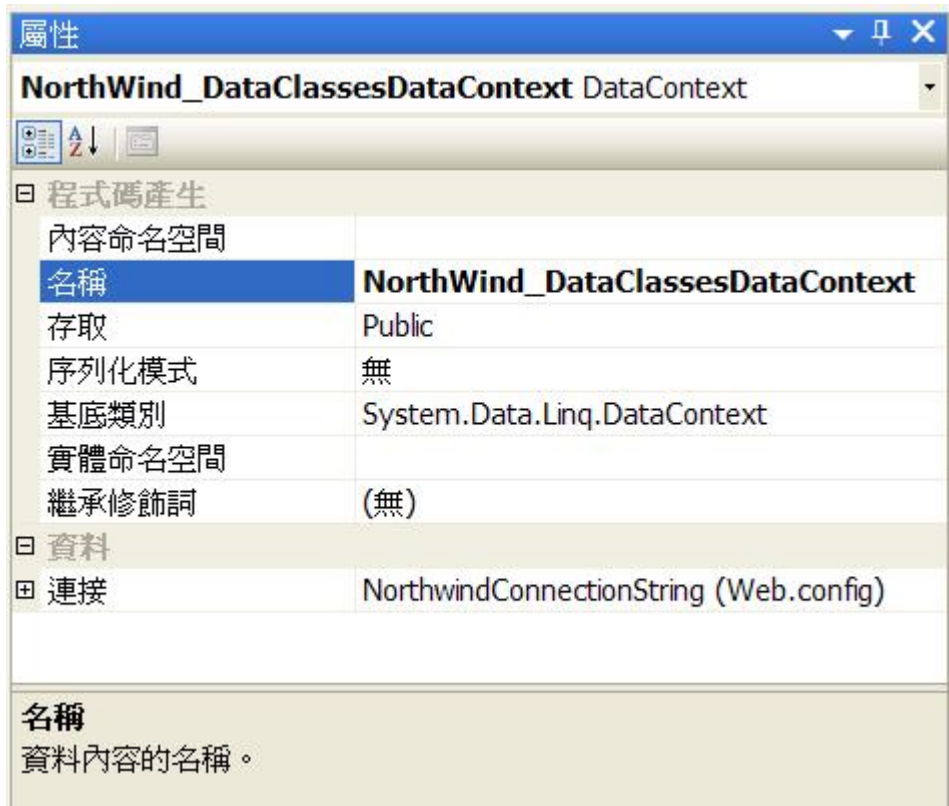 屬性
NorthWind_DataClassesDataContext DataContext
程式碼產生
內容命名空間
名稱 NorthWind_DataClassesDataContext
存取 Public
序列化模式 無
基底類別 System.Data.Linq.DataContext
實體命名空間
繼承修飾詞 (無)
資料
連接 NorthwindConnectionString (Web.config)
名稱
資料內容的名稱。